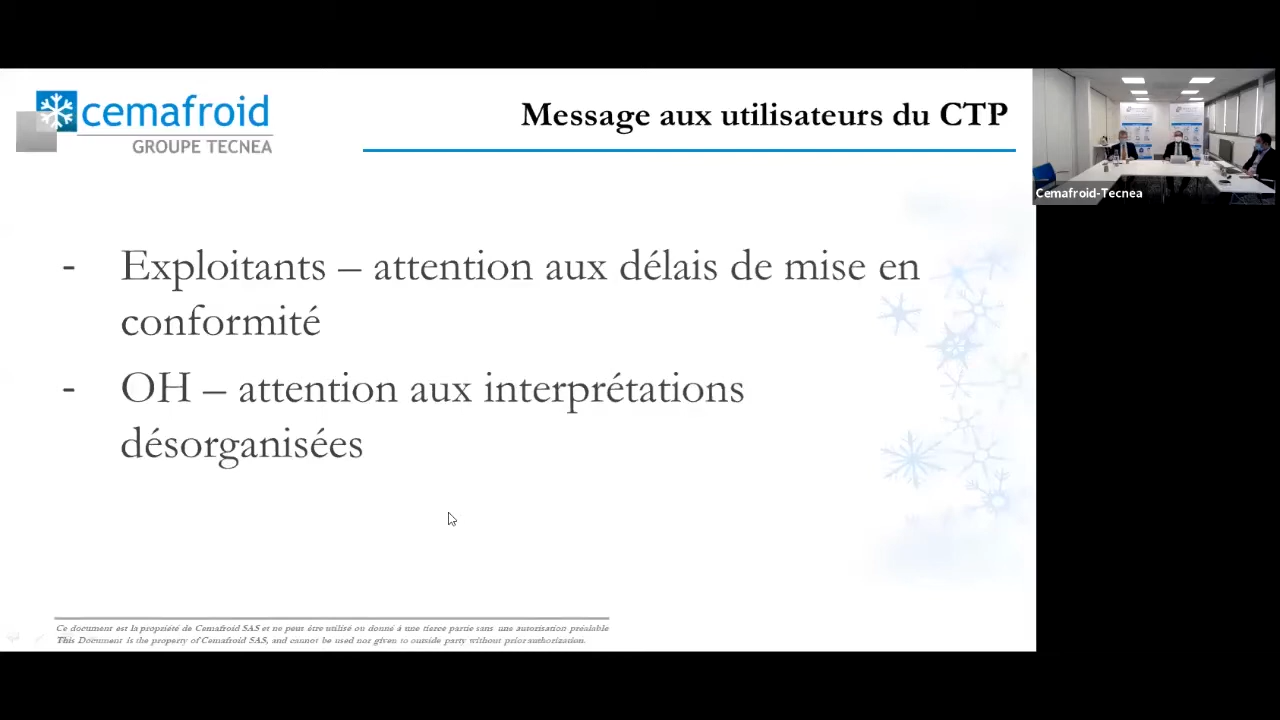 cemafroid
GROUPE TECNEA
Message aux utilisateurs du CTP
Cemafroid-Tecnea
- Exploitants – attention aux délais de mise en
conformité
- OH – attention aux interprétations
désorganisées
Ce document est la propriété de Cemafroid SAS et ne peut être utilisé ou donné à une tierce partie sans une autorisation préalable
This Document is the property of Cemafroid SAS, and cannot be used nor given to outside party without prior authorization.